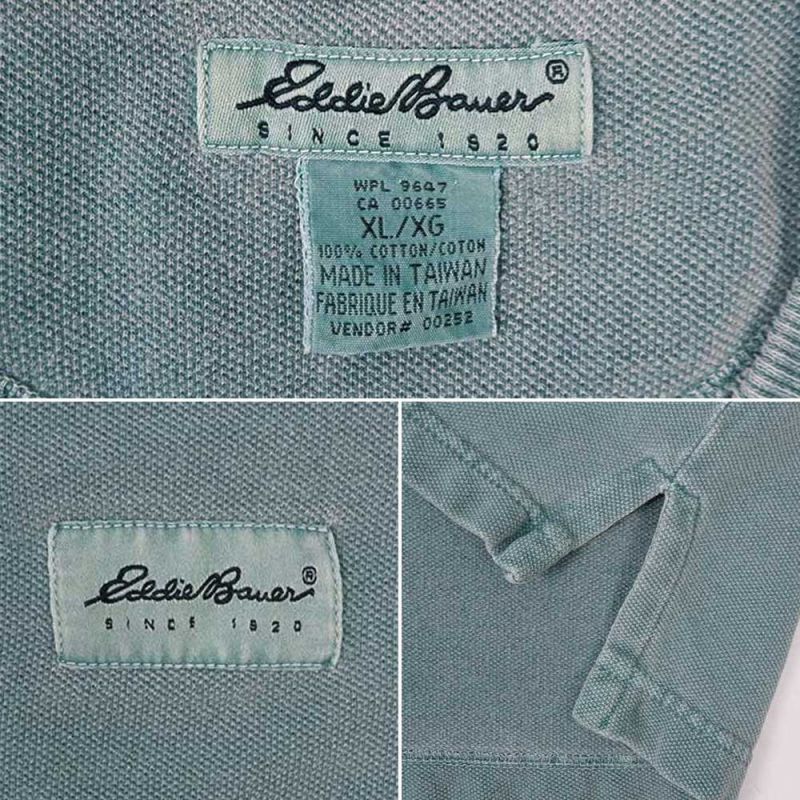 Eddie Bauer®
SINCE 1920
WPL 9647
CA 00665
XL/XG
100% COTTON/COTON
MADE IN TAIWAN
FABRIQUE EN TAIWAN
VENDOR# 00252
Eddie Bauer®
SINCE 1920